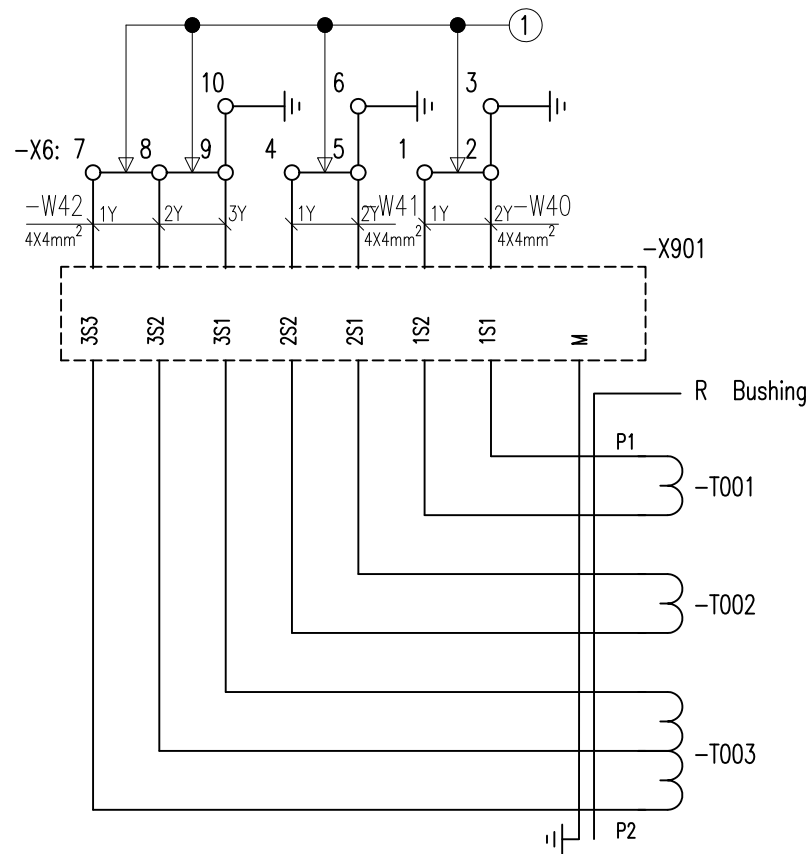 1
10 6 3
-X6: 7 8 9 4 5 1 2
-W42 1Y 2Y 3Y 1Y 2Y -W41 1Y 2Y -W40
4X4mm² 4X4mm² 4X4mm²
-X901
3S3 3S2 3S1 2S2 2S1 1S2 1S1 M
R Bushing
P1
-T001
-T002
-T003
P2